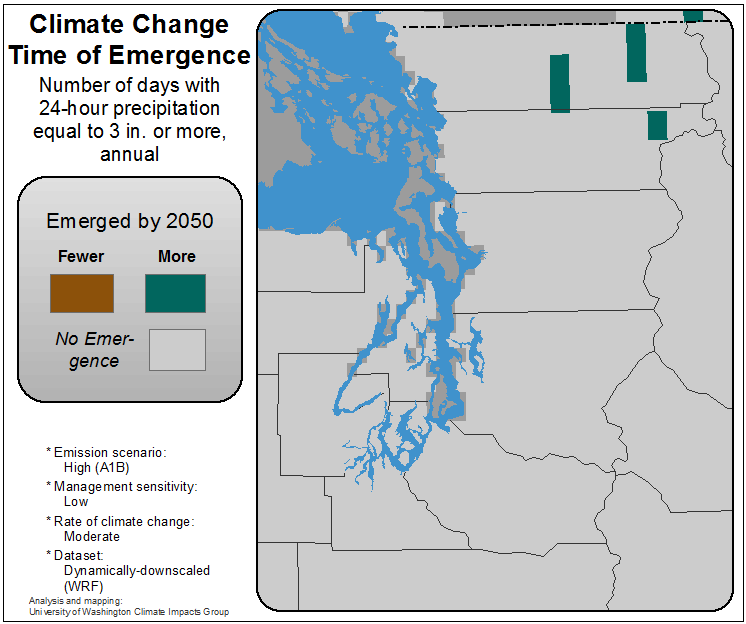 Climate Change
Time of Emergence
Number of days with
24-hour precipitation
equal to 3 in. or more,
annual
Emerged by 2050
Fewer More
No Emer-
gence
* Emission scenario:
High (A1B)
* Management sensitivity:
Low
* Rate of climate change:
Moderate
* Dataset:
Dynamically-downscaled
(WRF)
Analysis and mapping:
University of Washington Climate Impacts Group